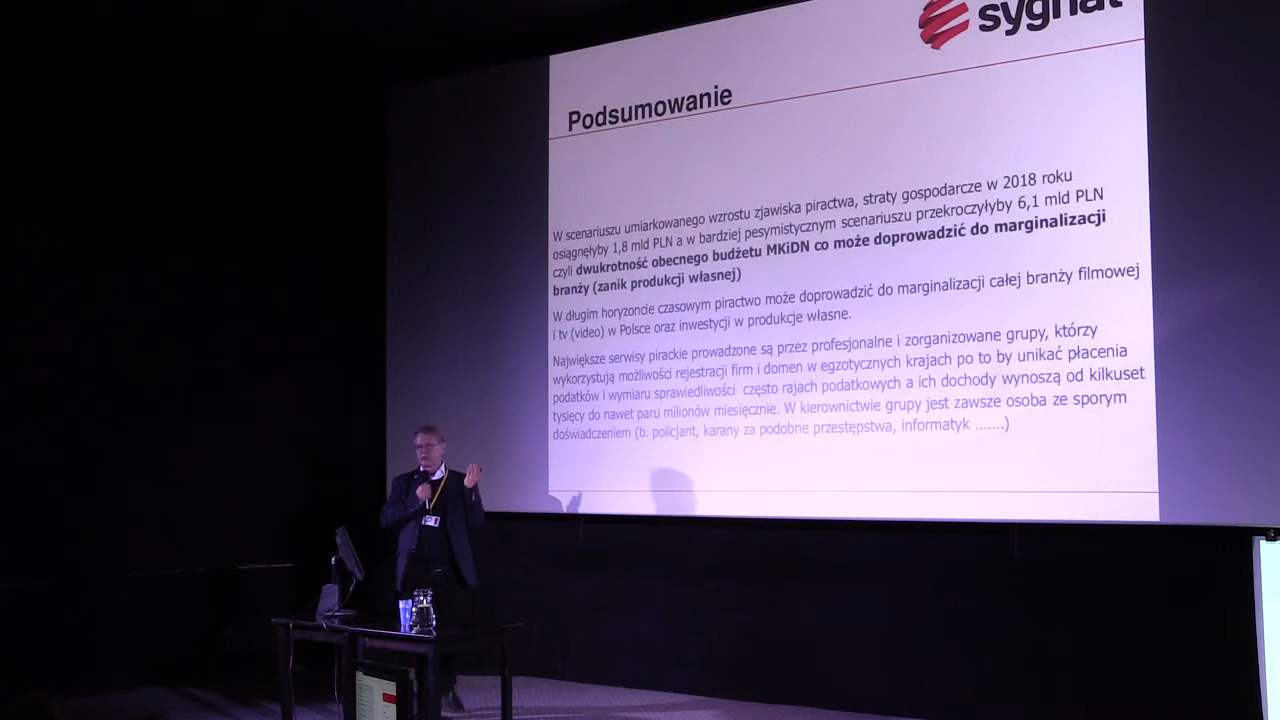 sygnał
Podsumowanie
W scenariuszu umiarkowanego wzrostu zjawiska piractwa, straty gospodarcze w 2018 roku
osiągnęłyby 1,8 mld PLN a w bardziej pesymistycznym scenariuszu przekroczyłyby 6,1 mld PLN
czyli dwukrotność obecnego budżetu MKiDN co może doprowadzić do marginalizacji
branży (zanik produkcji własnej)
W długim horyzoncie czasowym piractwo może doprowadzić do marginalizacji całej branży filmowej
i tv (video) w Polsce oraz inwestycji w produkcje własne.
Największe serwisy pirackie prowadzone są przez profesjonalne i zorganizowane grupy, którzy
wykorzystują możliwości rejestracji firm i domen w egzotycznych krajach po to by unikać płacenia
podatków i wymiaru sprawiedliwości często rajach podatkowych a ich dochody wynoszą od kilkuset
tysięcy do nawet paru milionów miesięcznie. W kierownictwie grupy jest zawsze osoba ze sporym
doświadczeniem (b. policjant, karany za podobne przestępstwa, informatyk .......)